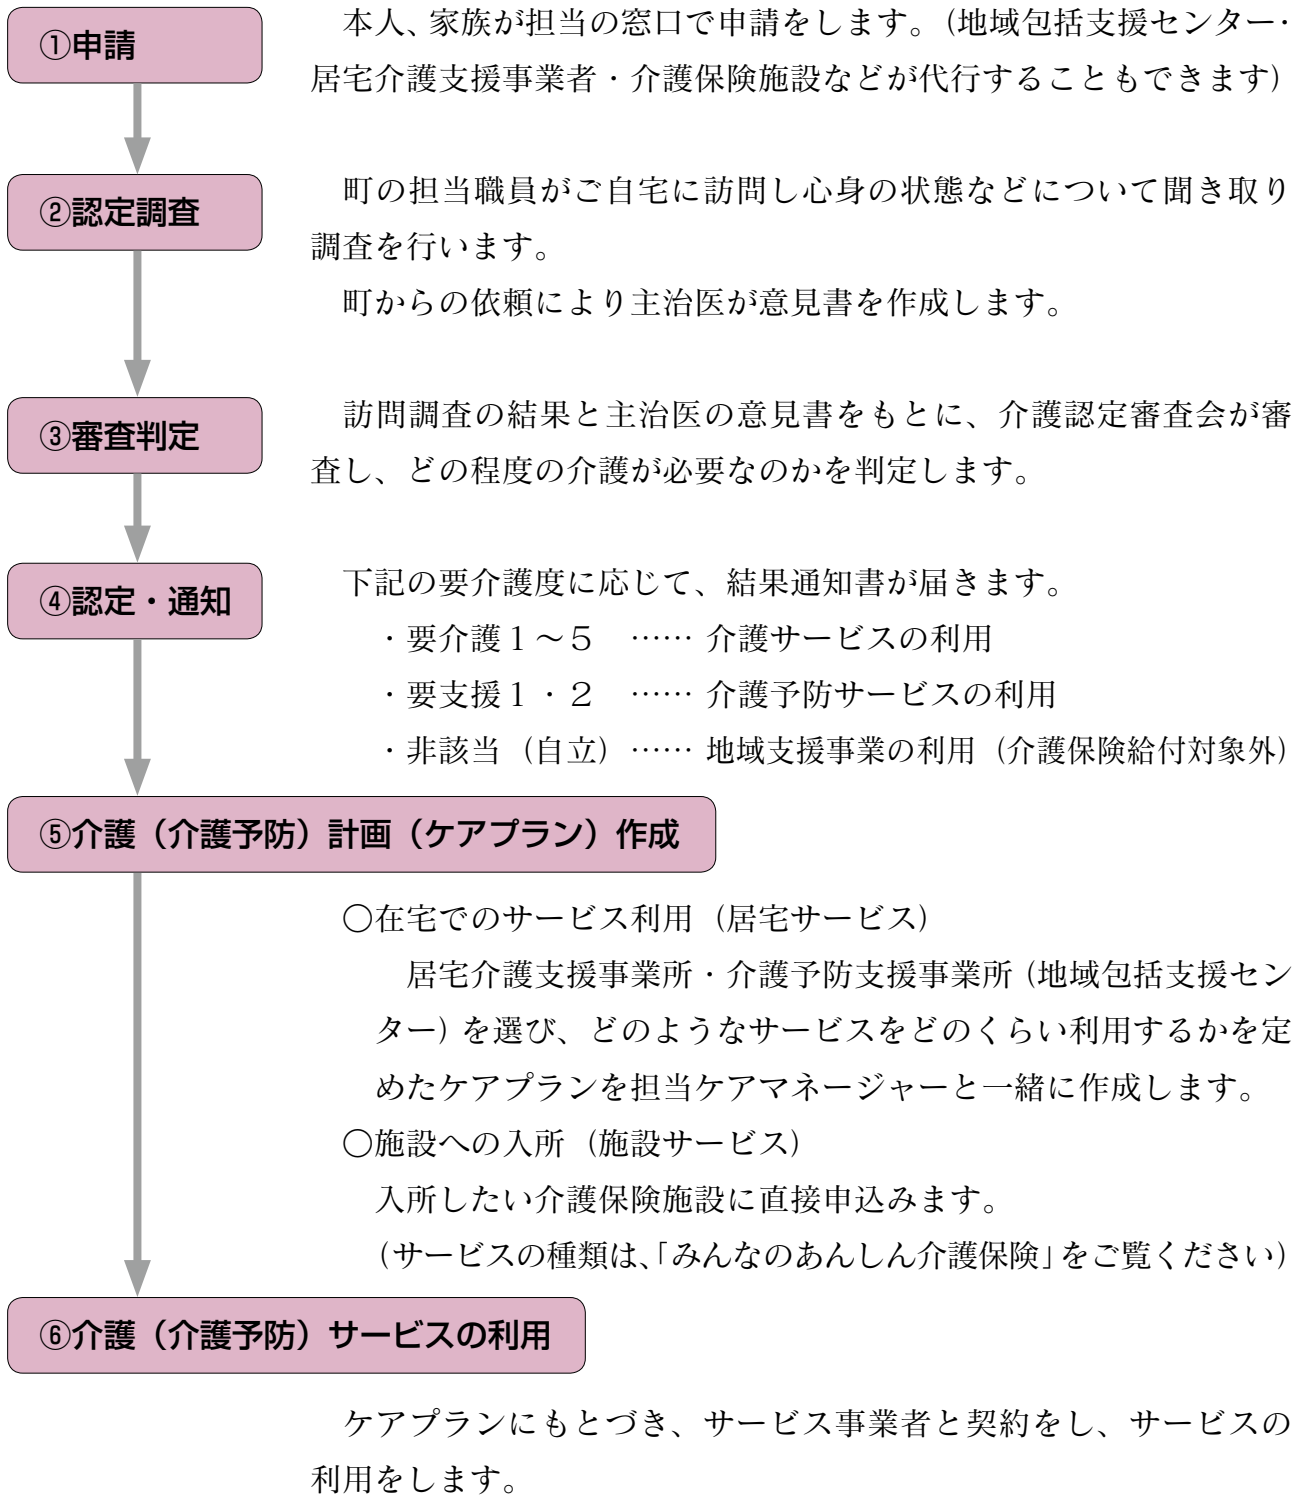 ①申請
本人、家族が担当の窓口で申請をします。（地域包括支援センター・
居宅介護支援事業者・介護保険施設などが代行することもできます）
②認定調査
町の担当職員がご自宅に訪問し心身の状態などについて聞き取り
調査を行います。
町からの依頼により主治医が意見書を作成します。
③審査判定
訪問調査の結果と主治医の意見書をもとに、介護認定審査会が審
査し、どの程度の介護が必要なのかを判定します。
④認定・通知
下記の要介護度に応じて、結果通知書が届きます。
・要介護１～５　…… 介護サービスの利用
・要支援１・２　…… 介護予防サービスの利用
・非該当（自立）…… 地域支援事業の利用（介護保険給付対象外）
⑤介護（介護予防）計画（ケアプラン）作成
○在宅でのサービス利用（居宅サービス）
居宅介護支援事業所・介護予防支援事業所（地域包括支援セン
ター）を選び、どのようなサービスをどのくらい利用するかを定
めたケアプランを担当ケアマネージャーと一緒に作成します。
○施設への入所（施設サービス）
入所したい介護保険施設に直接申込みます。
（サービスの種類は、「みんなのあんしん介護保険」をご覧ください）
⑥介護（介護予防）サービスの利用
ケアプランにもとづき、サービス事業者と契約をし、サービスの
利用をします。